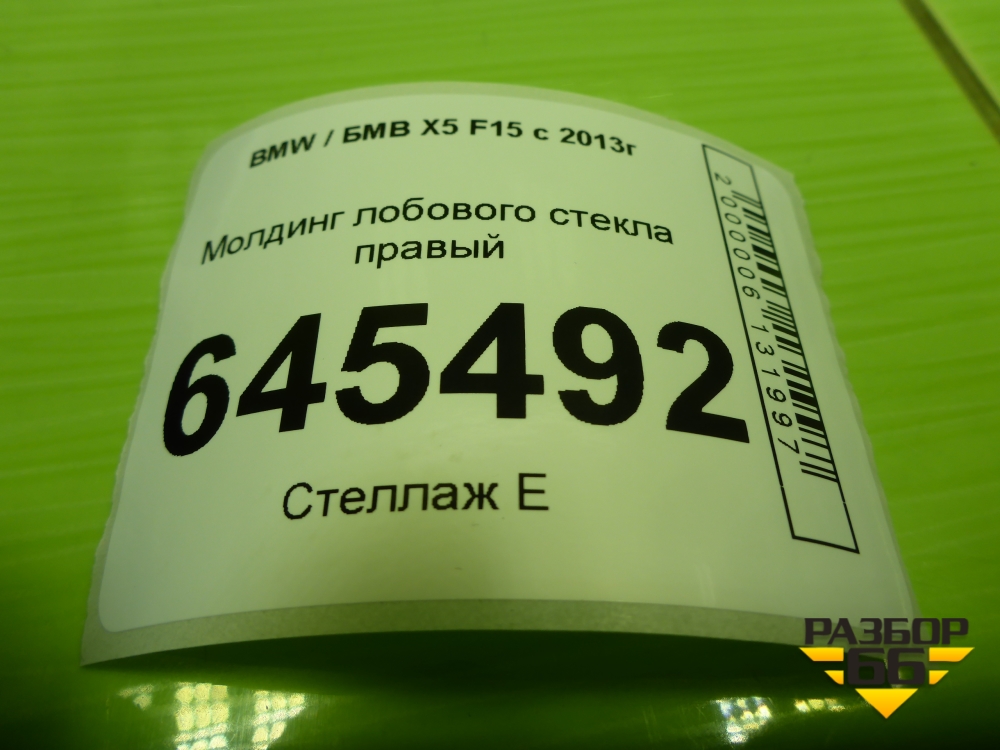 BMW / БМВ X5 F15 с 2013г
Молдинг лобового стекла
правый
645492
Стеллаж Е
2000006131997
РАЗБОР
66